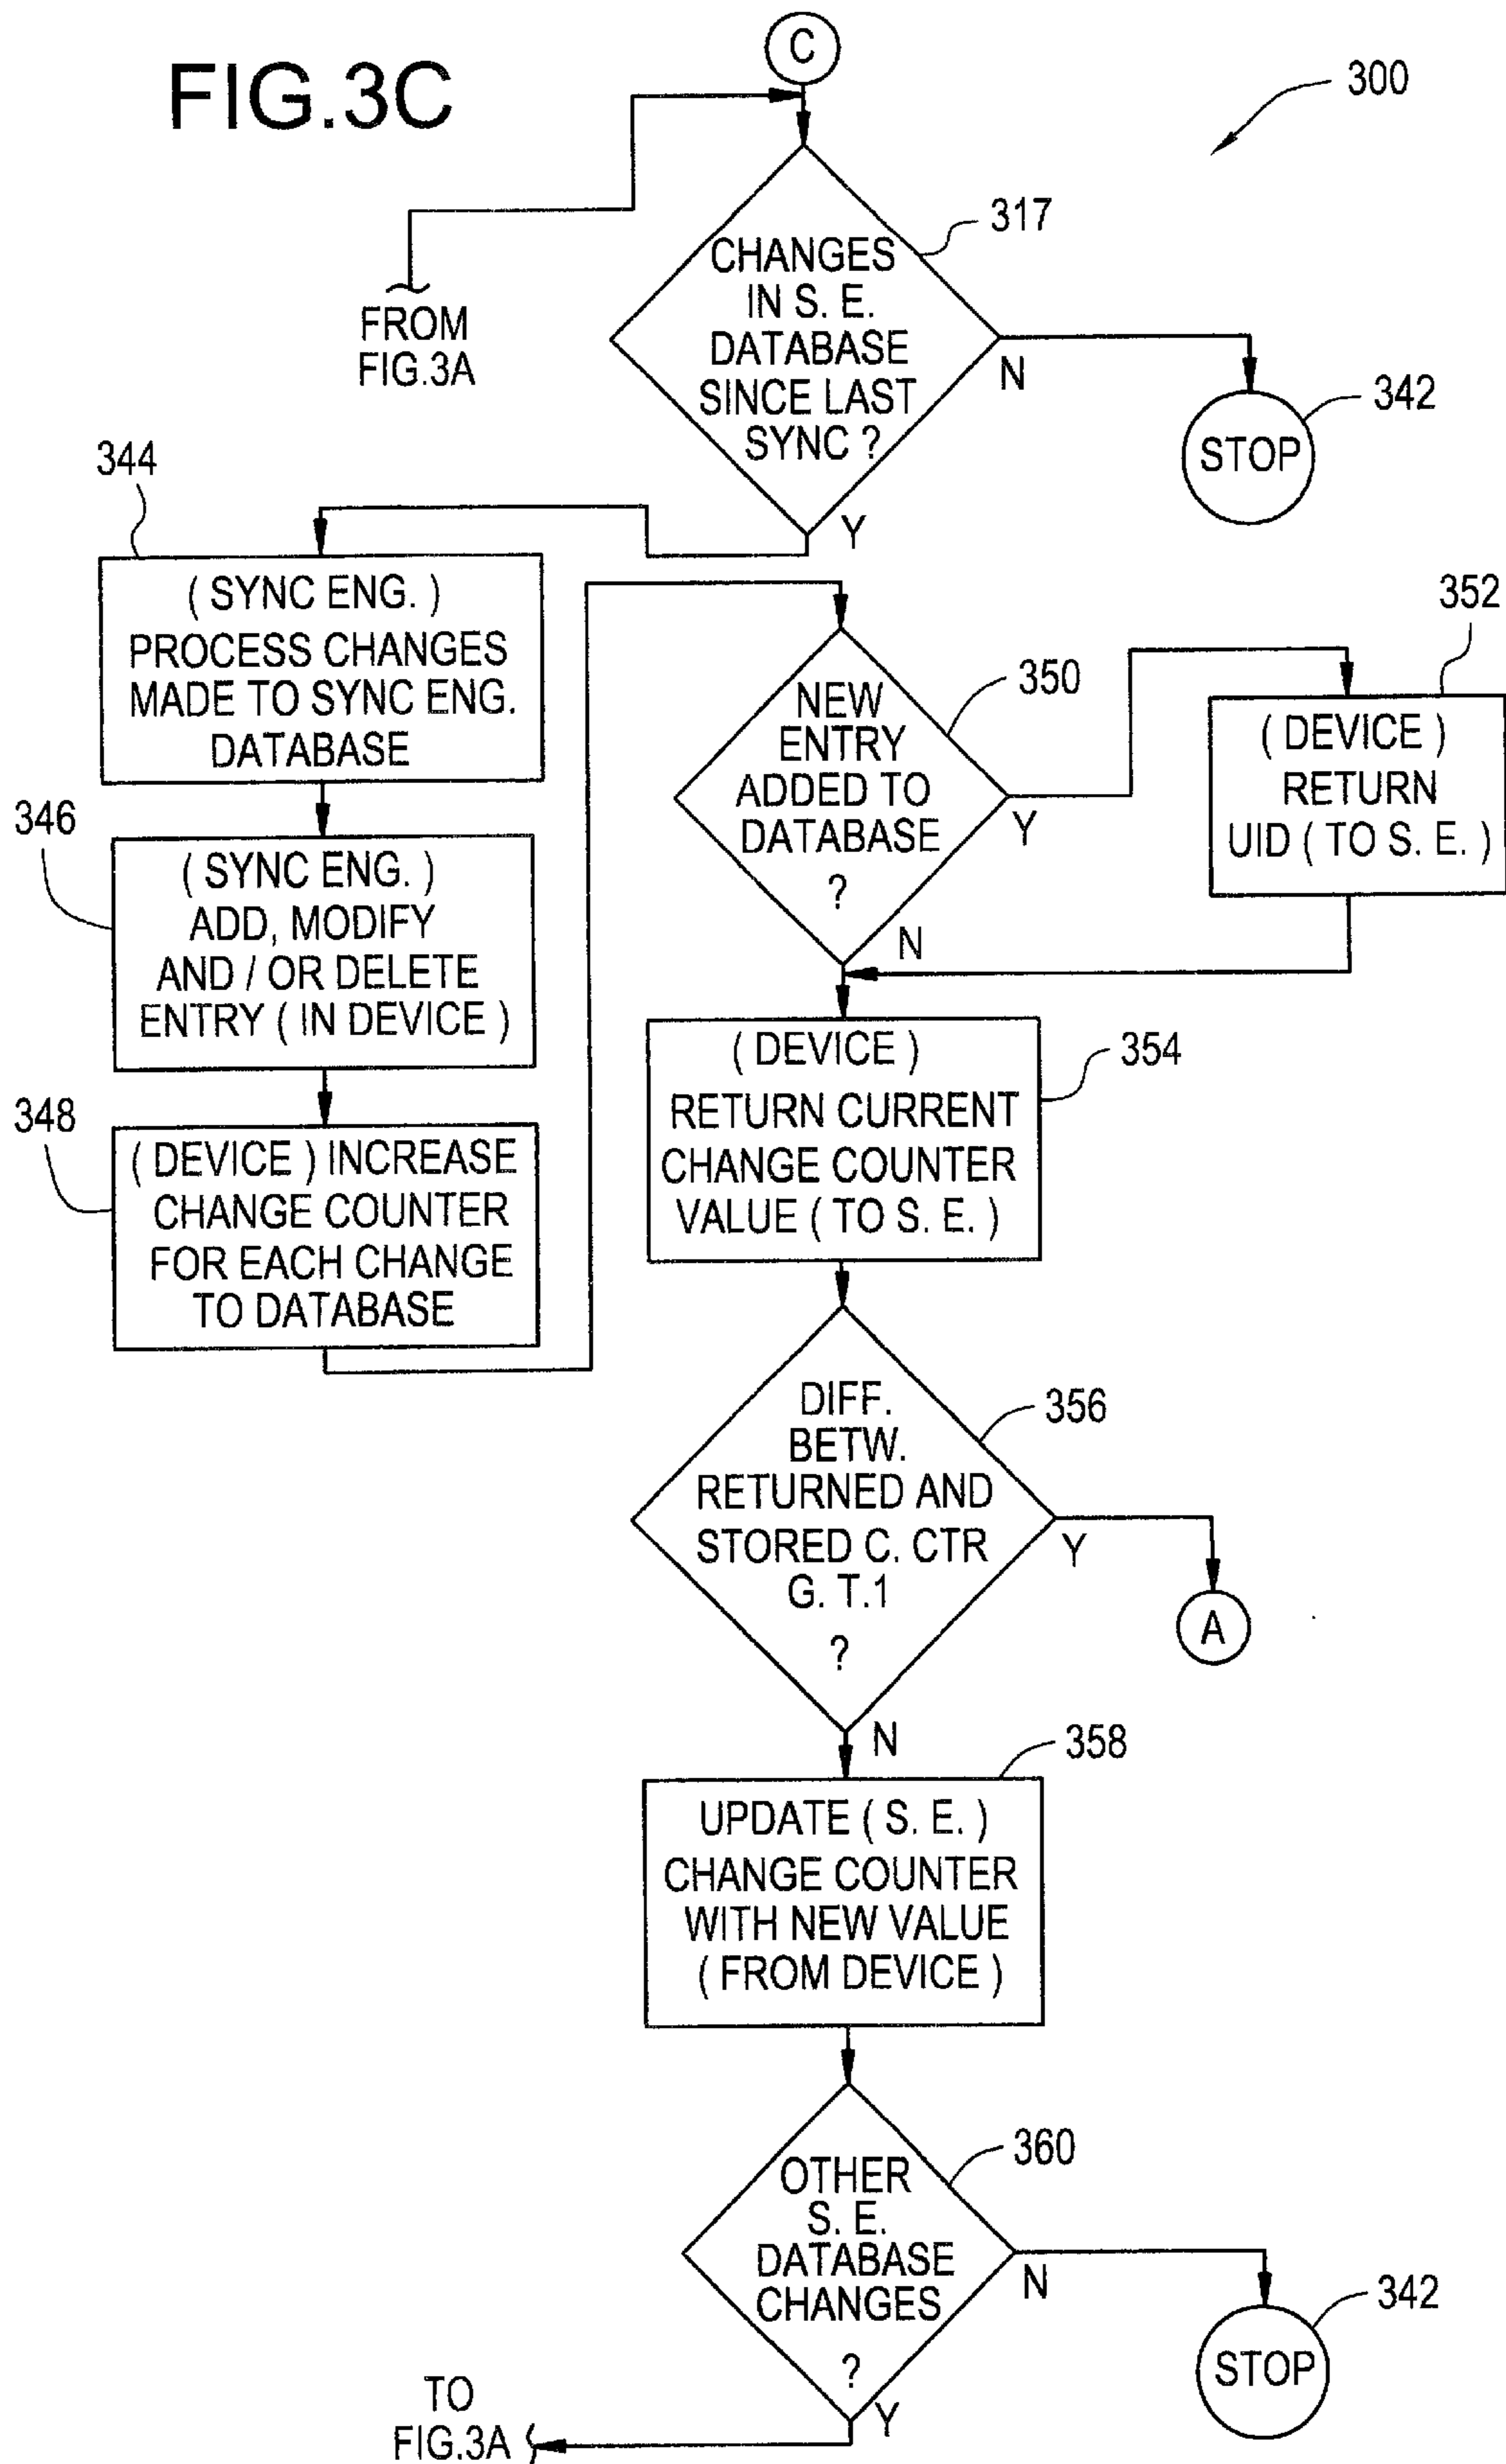 FIG.3C
C
300
FROM
FIG.3A
317
CHANGES
IN S. E.
DATABASE
SINCE LAST
SYNC ?
N
342
STOP
Y
344
( SYNC ENG. )
PROCESS CHANGES
MADE TO SYNC ENG.
DATABASE
346
( SYNC ENG. )
ADD, MODIFY
AND / OR DELETE
ENTRY ( IN DEVICE )
348
( DEVICE ) INCREASE
CHANGE COUNTER
FOR EACH CHANGE
TO DATABASE
350
NEW
ENTRY
ADDED TO
DATABASE
?
Y
N
352
( DEVICE )
RETURN
UID ( TO S. E. )
354
( DEVICE )
RETURN CURRENT
CHANGE COUNTER
VALUE ( TO S. E. )
356
DIFF.
BETW.
RETURNED AND
STORED C. CTR
G. T.1
?
Y
A
N
358
UPDATE ( S. E. )
CHANGE COUNTER
WITH NEW VALUE
( FROM DEVICE )
360
OTHER
S. E.
DATABASE
CHANGES
?
N
342
STOP
Y
TO
FIG.3A